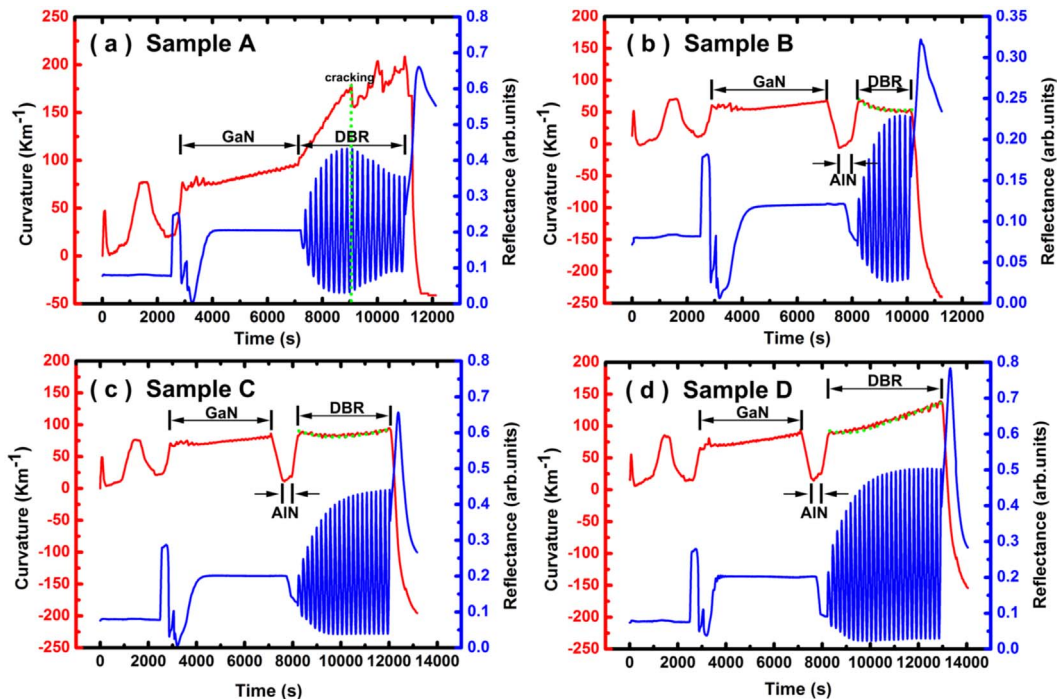 ( a ) Sample A
cracking
GaN
DBR
Curvature (Km⁻¹)
200
150
100
50
0
-50
0.8
0.7
0.6
0.5
0.4
0.3
0.2
0.1
0.0
Reflectance (arb.units)
0 2000 4000 6000 8000 10000 12000
Time (s)
( b ) Sample B
GaN
DBR
AlN
Curvature (Km⁻¹)
200
150
100
50
0
-50
-100
-150
-200
-250
0.35
0.30
0.25
0.20
0.15
0.10
0.05
0.00
Reflectance (arb.units)
0 2000 4000 6000 8000 10000 12000
Time (s)
( c ) Sample C
GaN
DBR
AlN
Curvature (Km⁻¹)
200
150
100
50
0
-50
-100
-150
-200
-250
0.8
0.7
0.6
0.5
0.4
0.3
0.2
0.1
0.0
Reflectance (arb.units)
0 2000 4000 6000 8000 10000 12000 14000
Time (s)
( d ) Sample D
GaN
DBR
AlN
Curvature (Km⁻¹)
200
150
100
50
0
-50
-100
-150
-200
-250
0.8
0.7
0.6
0.5
0.4
0.3
0.2
0.1
0.0
Reflectance (arb.units)
0 2000 4000 6000 8000 10000 12000 14000
Time (s)